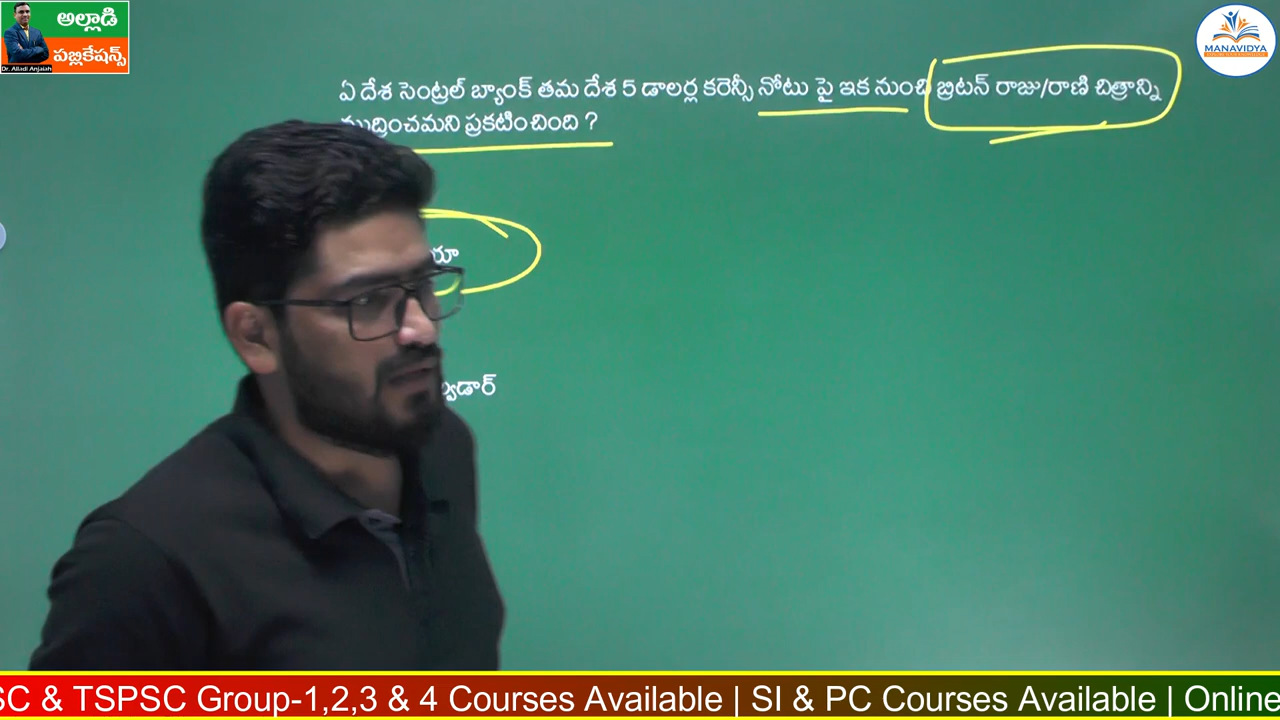 అల్లాడి
పబ్లికేషన్స్
Dr. Alladi Anjaiah
MANAVIDYA
ఏ దేశ సెంట్రల్ బ్యాంక్ తమ దేశ 5 డాలర్ల కరెన్సీ నోటు పై ఇక నుంచి బ్రిటన్ రాజు/రాణి చిత్రాన్ని
ముద్రించమని ప్రకటించింది ?
SC & TSPSC Group-1,2,3 & 4 Courses Available | SI & PC Courses Available | Online